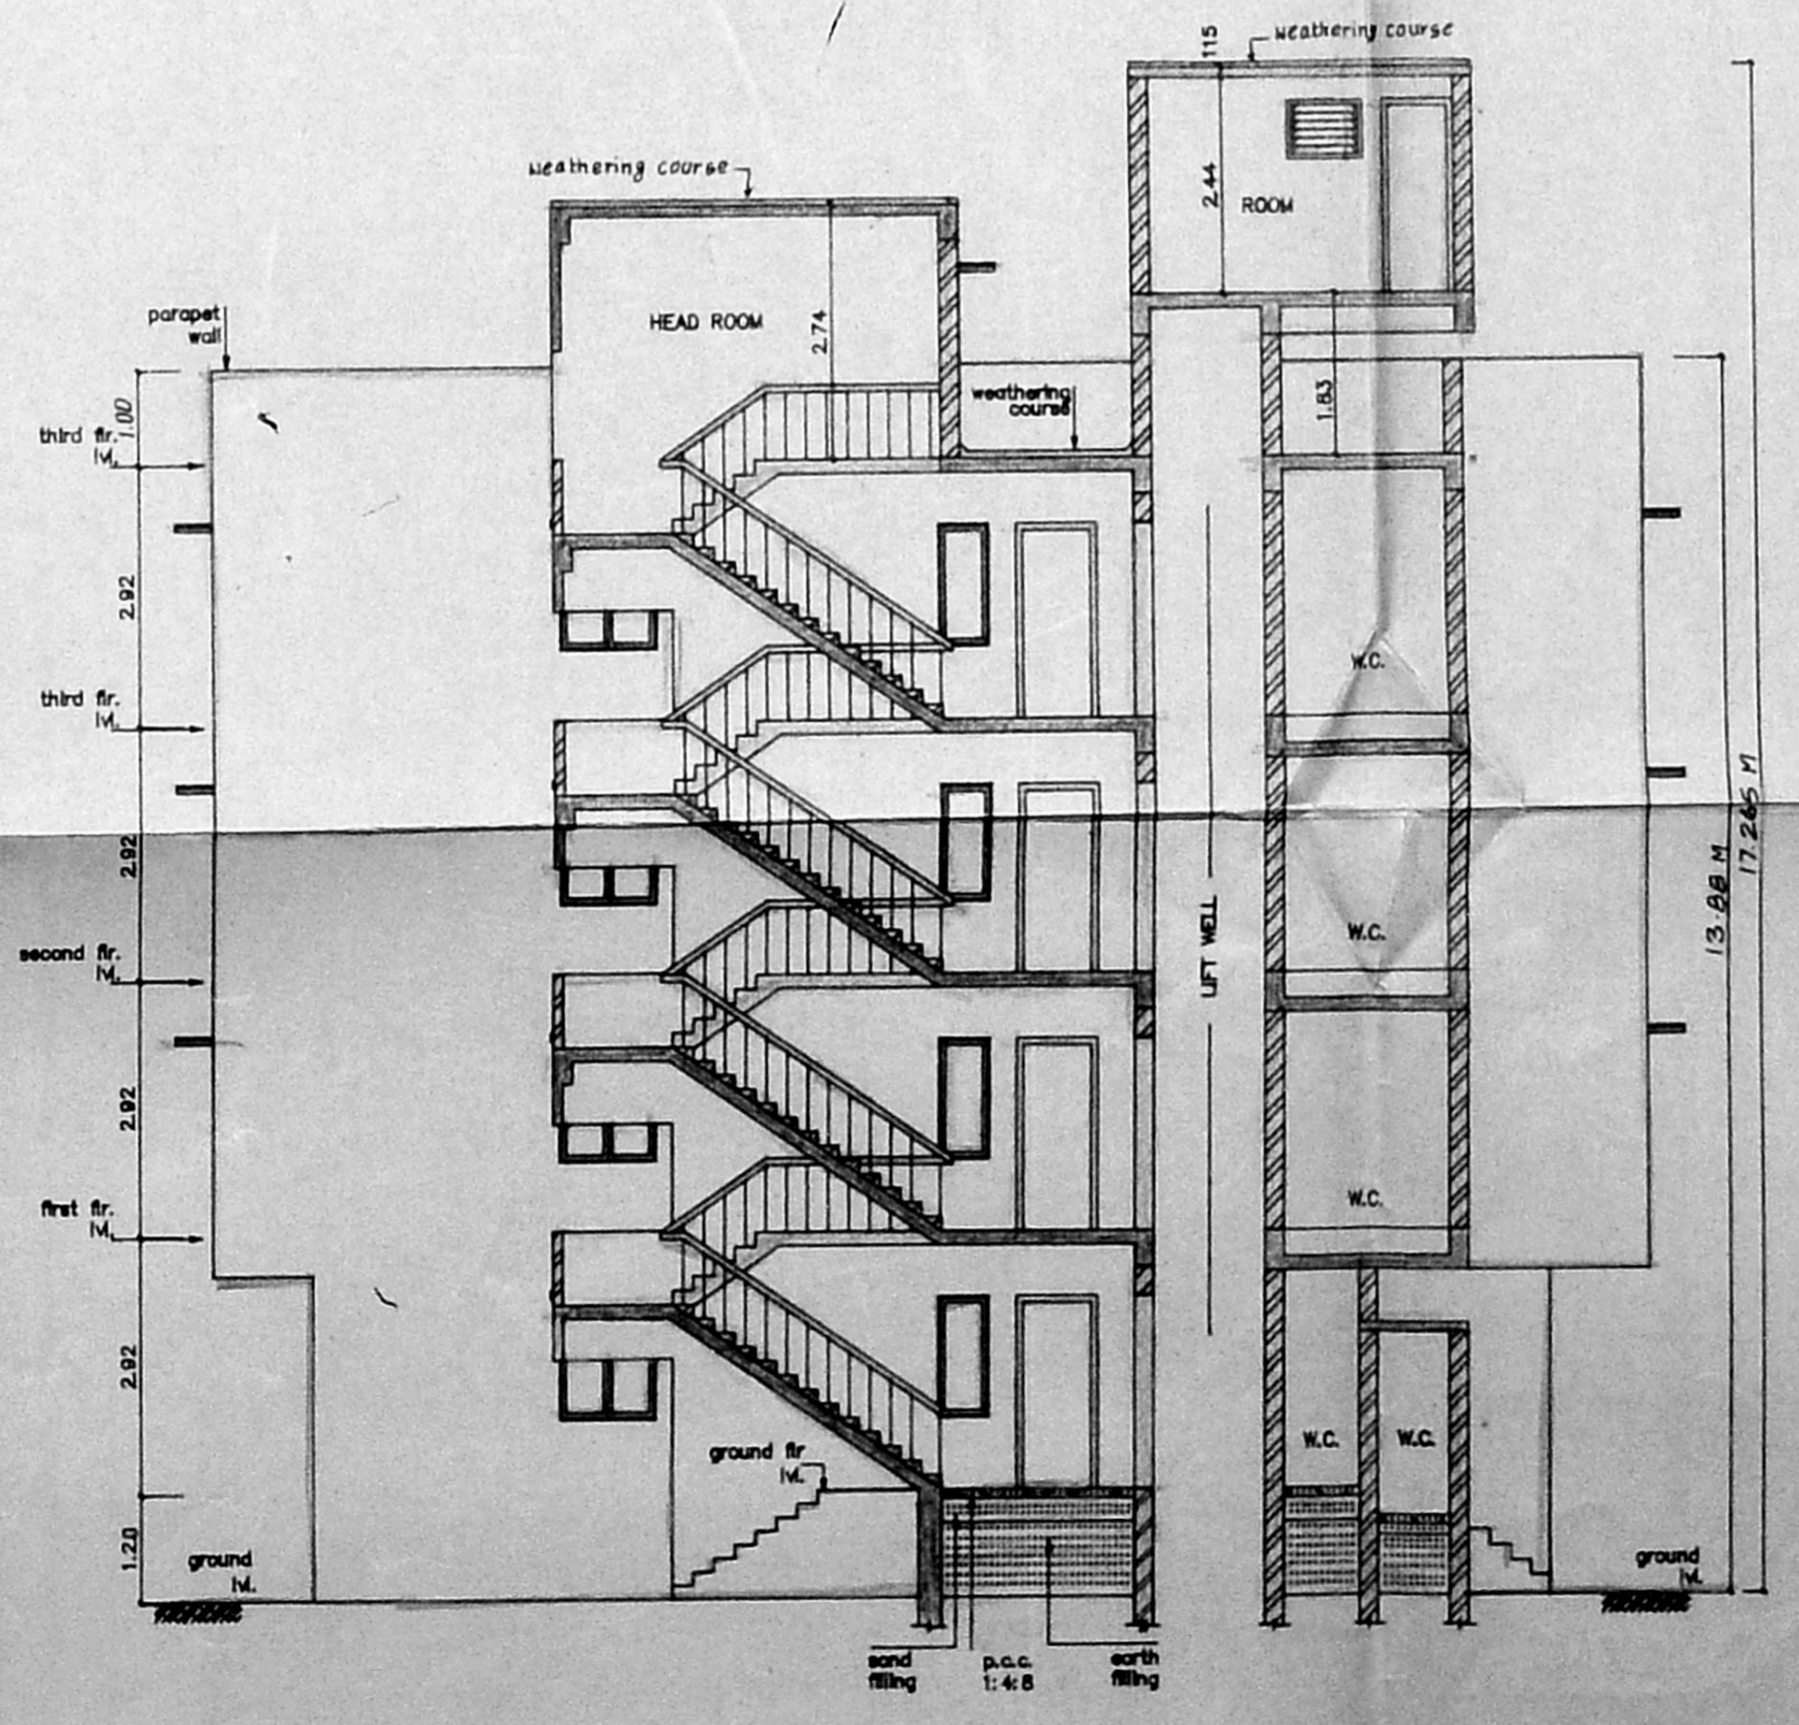 115
weathering course
2.44
ROOM
weathering course
HEAD ROOM
2.74
parapet
wall
1.00
third flr.
lvl.
weathering
course
1.83
2.92
W.C.
third flr.
lvl.
2.92
LIFT WELL
W.C.
13.88 M
17.265 M
second flr.
lvl.
2.92
W.C.
first flr.
lvl.
2.92
ground flr
lvl.
W.C.
W.C.
1.20
ground
lvl.
ground
lvl.
sand
filling
p.c.c.
1:4:8
earth
filling